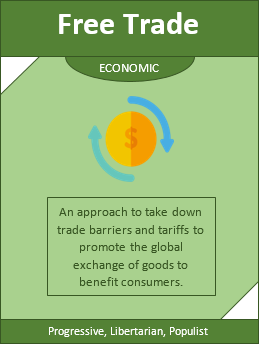 Free Trade
ECONOMIC
$
An approach to take down
trade barriers and tariffs to
promote the global
exchange of goods to
benefit consumers.
Progressive, Libertarian, Populist